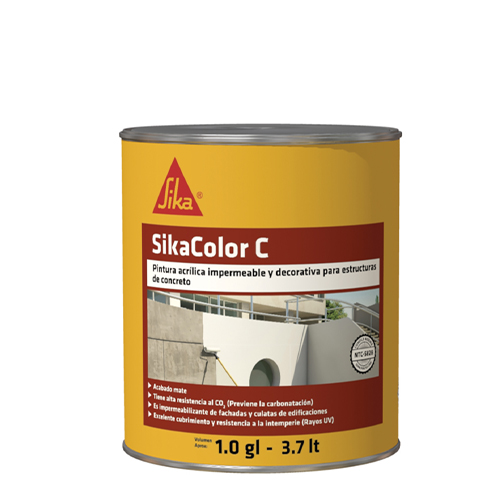 Sika®
SikaColor C
Pintura acrílica impermeable y decorativa para estructuras
de concreto
Acabado mate
Tiene alta resistencia al CO₂ (Previene la carbonatación)
Es impermeabilizante de fachadas y culatas de edificaciones
Excelente cubrimiento y resistencia a la intemperie (Rayos UV)
Volumen
Aprox:
1.0 gl - 3.7 lt